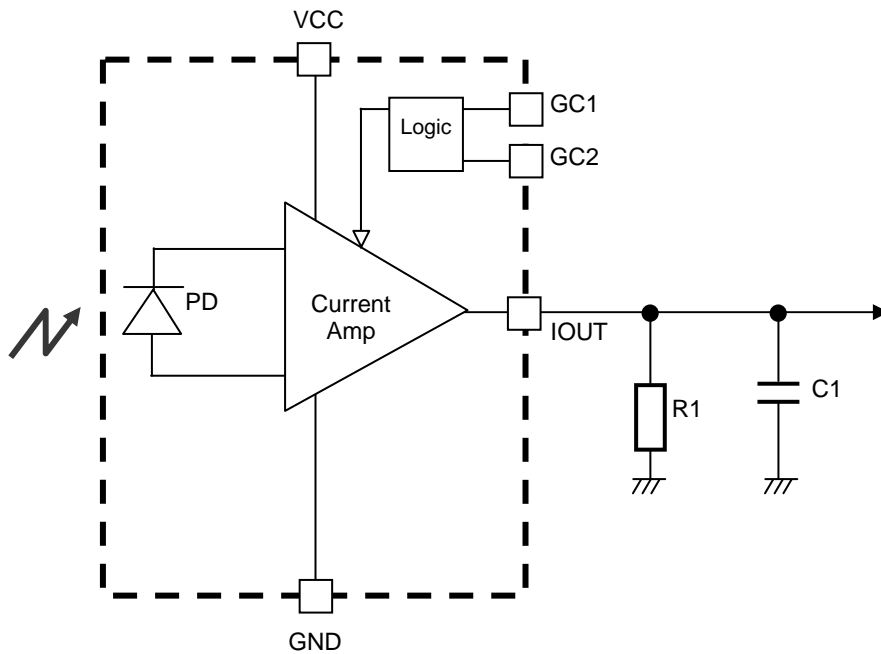 VCC
GC1
Logic
GC2
PD
Current
Amp
IOUT
R1
C1
GND